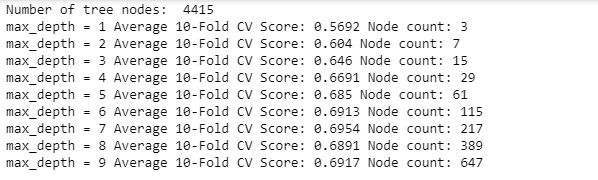 Number of tree nodes:  4415
max_depth = 1 Average 10-Fold CV Score: 0.5692 Node count: 3
max_depth = 2 Average 10-Fold CV Score: 0.604 Node count: 7
max_depth = 3 Average 10-Fold CV Score: 0.646 Node count: 15
max_depth = 4 Average 10-Fold CV Score: 0.6691 Node count: 29
max_depth = 5 Average 10-Fold CV Score: 0.685 Node count: 61
max_depth = 6 Average 10-Fold CV Score: 0.6913 Node count: 115
max_depth = 7 Average 10-Fold CV Score: 0.6954 Node count: 217
max_depth = 8 Average 10-Fold CV Score: 0.6891 Node count: 389
max_depth = 9 Average 10-Fold CV Score: 0.6917 Node count: 647